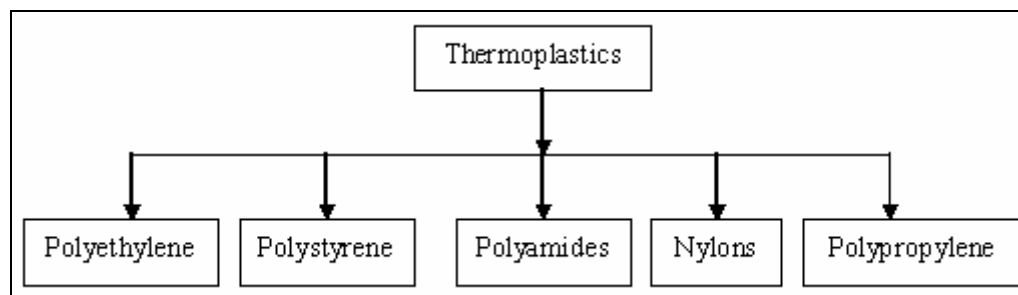 Thermoplastics
Polyethylene
Polystyrene
Polyamides
Nylons
Polypropylene